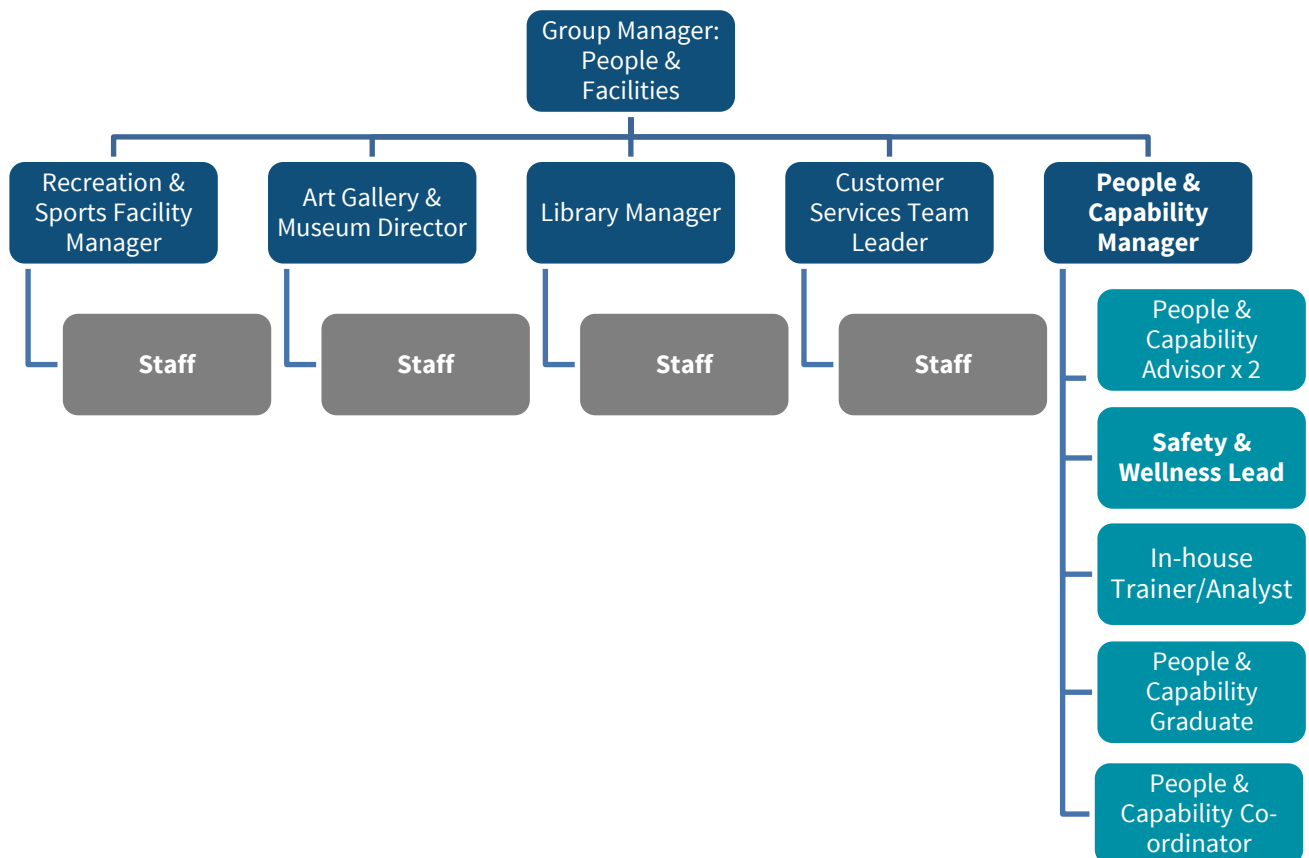 Group Manager:
People &
Facilities
Recreation &
Sports Facility
Manager
Art Gallery &
Museum Director
Library Manager
Customer
Services Team
Leader
People &
Capability
Manager
Staff
Staff
Staff
Staff
People &
Capability
Advisor x 2
Safety &
Wellness Lead
In-house
Trainer/Analyst
People &
Capability
Graduate
People &
Capability Co-
ordinator